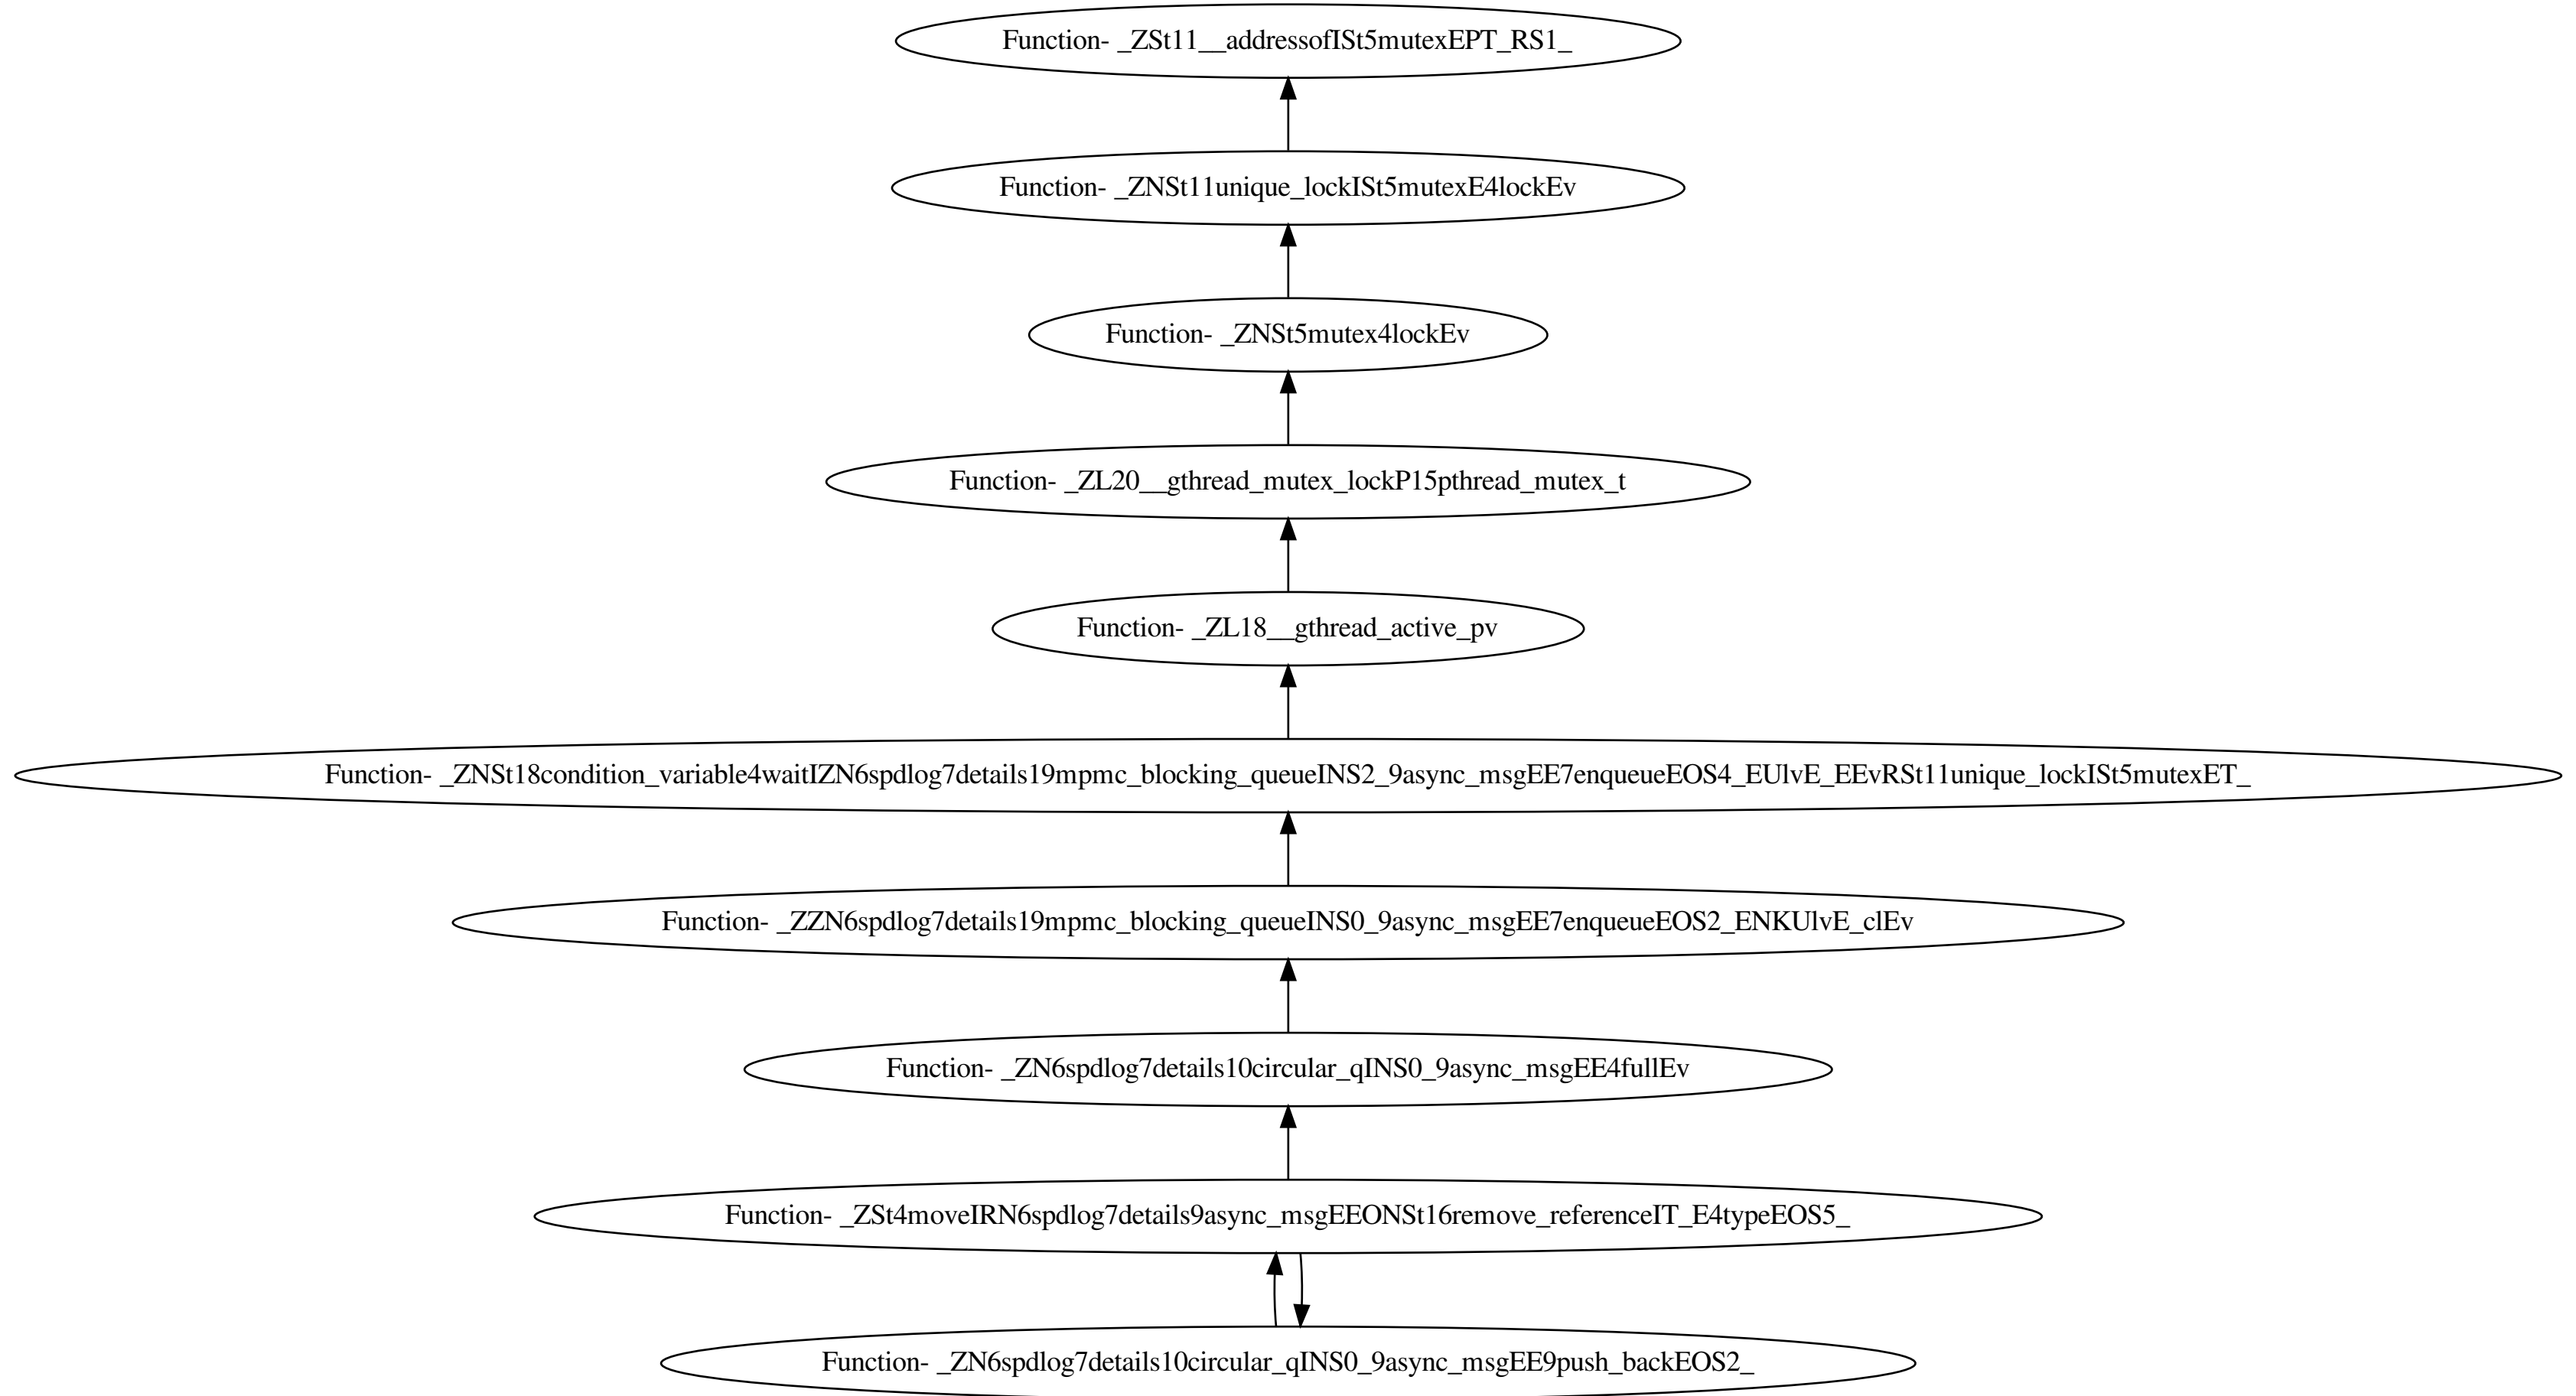 Function- _ZSt11__addressofISt5mutexEPT_RS1_
Function- _ZNSt11unique_lockISt5mutexE4lockEv
Function- _ZNSt5mutex4lockEv
Function- _ZL20__gthread_mutex_lockP15pthread_mutex_t
Function- _ZL18__gthread_active_pv
Function- _ZNSt18condition_variable4waitIZN6spdlog7details19mpmc_blocking_queueINS2_9async_msgEE7enqueueEOS4_EUlvE_EEvRSt11unique_lockISt5mutexET_
Function- _ZZN6spdlog7details19mpmc_blocking_queueINS0_9async_msgEE7enqueueEOS2_ENKUlvE_clEv
Function- _ZN6spdlog7details10circular_qINS0_9async_msgEE4fullEv
Function- _ZSt4moveIRN6spdlog7details9async_msgEEONSt16remove_referenceIT_E4typeEOS5_
Function- _ZN6spdlog7details10circular_qINS0_9async_msgEE9push_backEOS2_